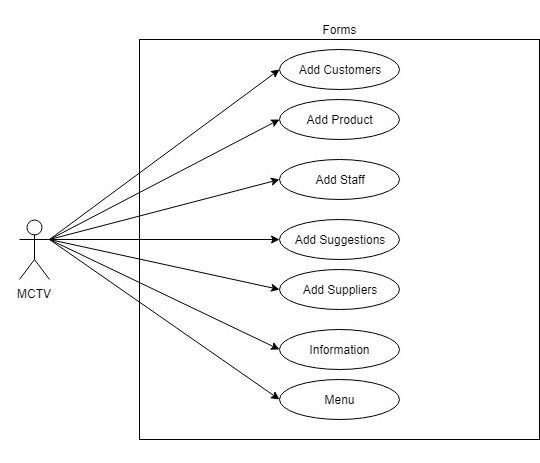 Forms
Add Customers
Add Product
Add Staff
Add Suggestions
Add Suppliers
MCTV
Information
Menu